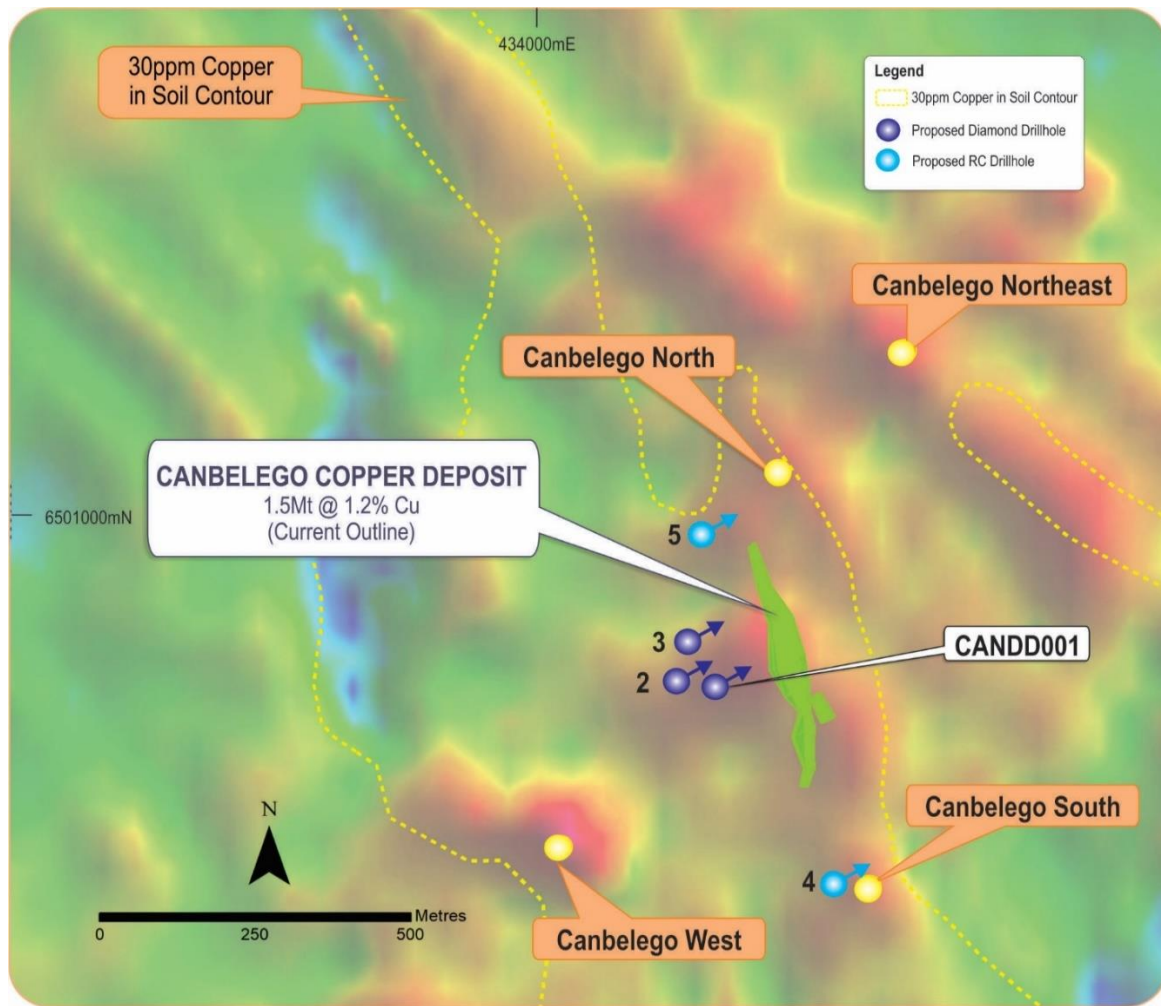 434000mE
30ppm Copper
in Soil Contour
Legend
30ppm Copper in Soil Contour
Proposed Diamond Drillhole
Proposed RC Drillhole
Canbelego Northeast
Canbelego North
CANBELEGO COPPER DEPOSIT
1.5Mt @ 1.2% Cu
(Current Outline)
6501000mN
5
3
CANDD001
2
Canbelego South
N
4
Metres
0 250 500
Canbelego West